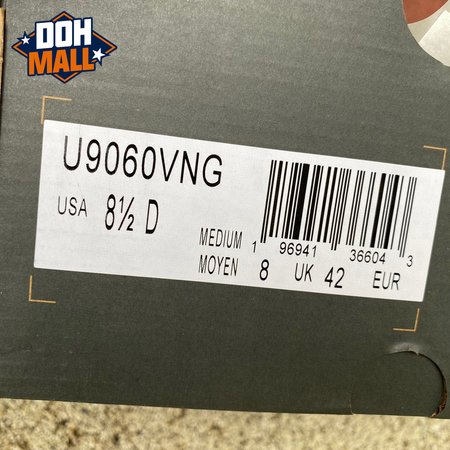 DOH
MALL
U9060VNG
USA 8½ D
MEDIUM
MOYEN 8 UK 42 EUR
1 96941 36604 3